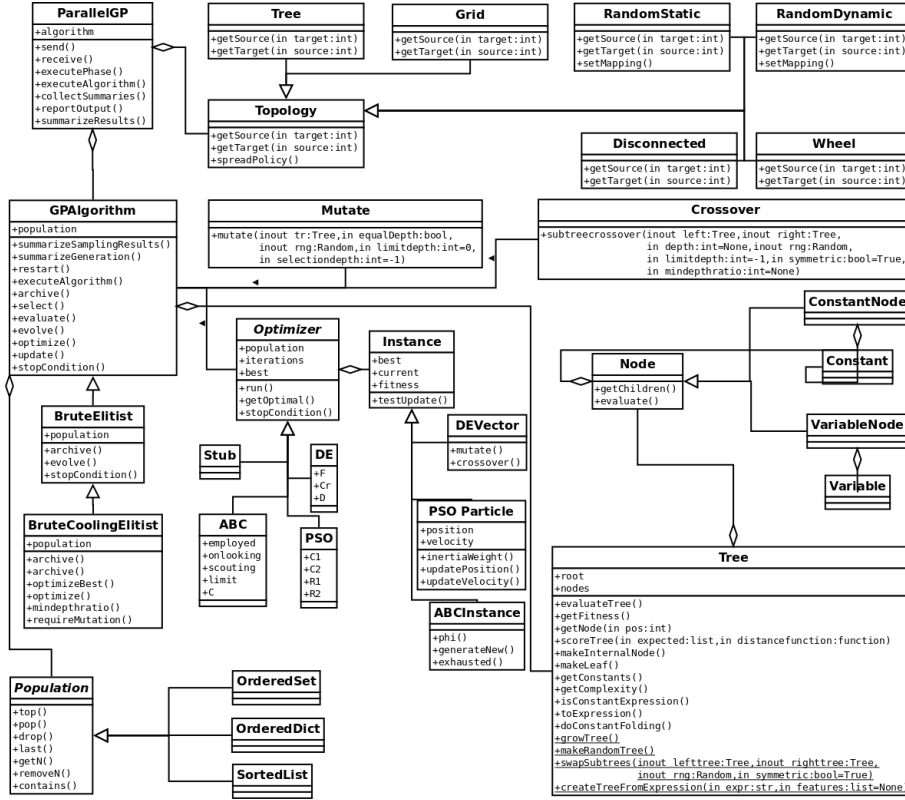 ParallelGP
+algorithm
+send()
+receive()
+executePhase()
+executeAlgorithm()
+collectSummaries()
+reportOutput()
+summarizeResults()
Tree
+getSource(in target:int)
+getTarget(in source:int)
Grid
+getSource(in target:int)
+getTarget(in source:int)
RandomStatic
+getSource(in target:int)
+getTarget(in source:int)
+setMapping()
RandomDynamic
+getSource(in target:int)
+getTarget(in source:int)
+setMapping()
Topology
+getSource(in target:int)
+getTarget(in source:int)
+spreadPolicy()
Disconnected
+getSource(in target:int)
+getTarget(in source:int)
Wheel
+getSource(in target:int)
+getTarget(in source:int)
GPAlgorithm
+population
+summarizeSamplingResults()
+summarizeGeneration()
+restart()
+executeAlgorithm()
+archive()
+select()
+evaluate()
+evolve()
+optimize()
+update()
+stopCondition()
Mutate
+mutate(inout tr:Tree,in equalDepth:bool,
inout rng:Random,in limitdepth:int=0,
in selectiondepth:int=-1)
Crossover
+subtreecrossover(inout left:Tree,inout right:Tree,
in depth:int=None,inout rng:Random,
in limitdepth:int=-1,in symmetric:bool=True,
in mindepthratio:int=None)
Optimizer
+population
+iterations
+best
+run()
+getOptimal()
+stopCondition()
Instance
+best
+current
+fitness
+testUpdate()
Node
+getChildren()
+evaluate()
ConstantNode
Constant
VariableNode
Variable
BruteElitist
+population
+archive()
+evolve()
+stopCondition()
Stub
DE
+F
+Cr
+D
DEVector
+mutate()
+crossover()
BruteCoolingElitist
+population
+archive()
+archive()
+optimizeBest()
+optimize()
+mindepthratio()
+requireMutation()
ABC
+employed
+onlooking
+scouting
+limit
+C
PSO
+C1
+C2
+R1
+R2
PSO Particle
+position
+velocity
+inertiaWeight()
+updatePosition()
+updateVelocity()
ABCInstance
+phi()
+generateNew()
+exhausted()
Tree
+root
+nodes
+evaluateTree()
+getFitness()
+getNode(in pos:int)
+scoreTree(in expected:list,in distancefunction:function)
+makeInternalNode()
+makeLeaf()
+getConstants()
+getComplexity()
+isConstantExpression()
+toExpression()
+doConstantFolding()
+growTree()
+makeRandomTree()
+swapSubtrees(inout lefttree:Tree,inout righttree:Tree,
inout rng:Random,in symmetric:bool=True)
+createTreeFromExpression(in expr:str,in features:list=None)
Population
+top()
+pop()
+drop()
+last()
+getN()
+removeN()
+contains()
OrderedSet
OrderedDict
SortedList